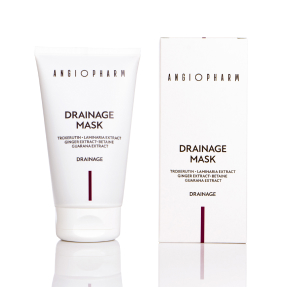 ANGIOPHARM
DRAINAGE
MASK
TROXERUTIN • LAMINARIA EXTRACT
GINGER EXTRACT • BETAINE
GUARANA EXTRACT
DRAINAGE
ANGIOPHARM
DRAINAGE
MASK
TROXERUTIN • LAMINARIA EXTRACT
GINGER EXTRACT • BETAINE
GUARANA EXTRACT
DRAINAGE